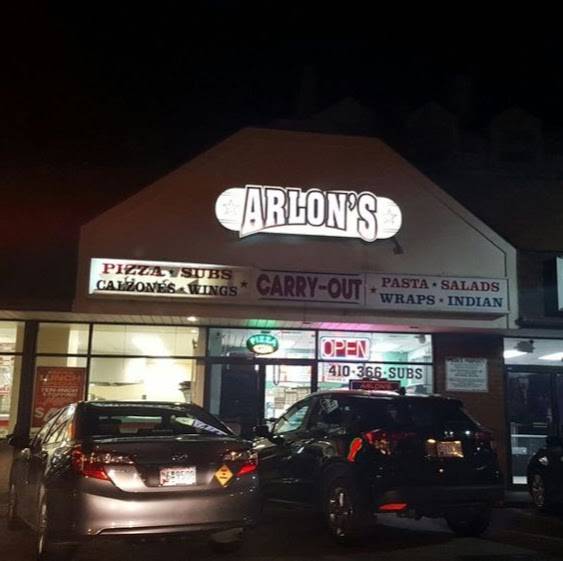 ARLON'S
PIZZA • SUBS
CALZONES • WINGS
* CARRY-OUT *
PASTA • SALADS
WRAPS • INDIAN
PIZZA
OPEN
410-366-SUBS
ARLON'S